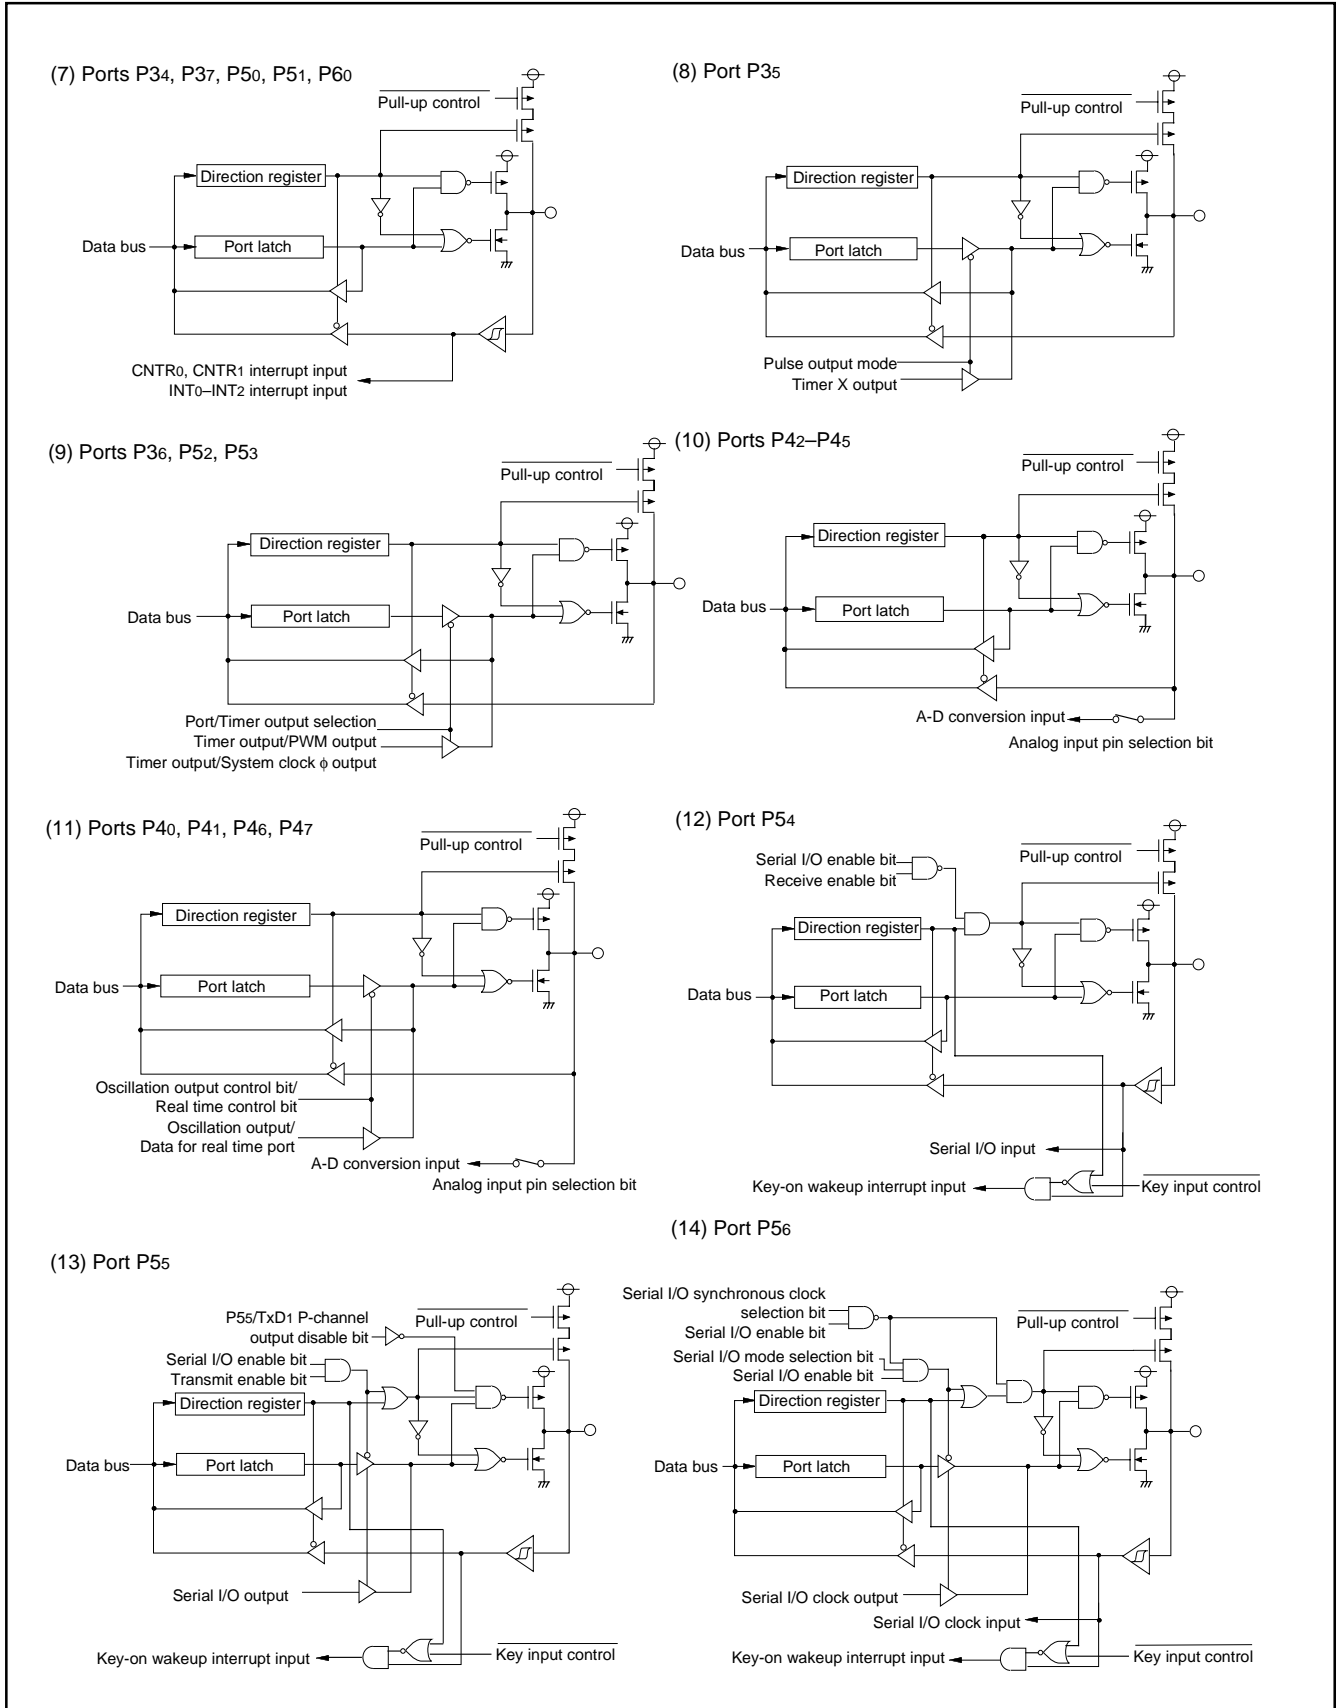 (7) Ports P34, P37, P50, P51, P60
Pull-up control
Direction register
Data bus
Port latch
CNTR0, CNTR1 interrupt input
INT0–INT2 interrupt input
(8) Port P35
Pull-up control
Direction register
Data bus
Port latch
Pulse output mode
Timer X output
(9) Ports P36, P52, P53
Pull-up control
Direction register
Data bus
Port latch
Port/Timer output selection
Timer output/PWM output
Timer output/System clock ϕ output
(10) Ports P42–P45
Pull-up control
Direction register
Data bus
Port latch
A-D conversion input
Analog input pin selection bit
(11) Ports P40, P41, P46, P47
Pull-up control
Direction register
Data bus
Port latch
Oscillation output control bit/
Real time control bit
Oscillation output/
Data for real time port
A-D conversion input
Analog input pin selection bit
(12) Port P54
Serial I/O enable bit
Receive enable bit
Pull-up control
Direction register
Data bus
Port latch
Serial I/O input
Key-on wakeup interrupt input
Key input control
(13) Port P55
P55/TxD1 P-channel
output disable bit
Pull-up control
Serial I/O enable bit
Transmit enable bit
Direction register
Data bus
Port latch
Serial I/O output
Key-on wakeup interrupt input
Key input control
(14) Port P56
Serial I/O synchronous clock
selection bit
Serial I/O enable bit
Pull-up control
Serial I/O mode selection bit
Serial I/O enable bit
Direction register
Data bus
Port latch
Serial I/O clock output
Serial I/O clock input
Key-on wakeup interrupt input
Key input control